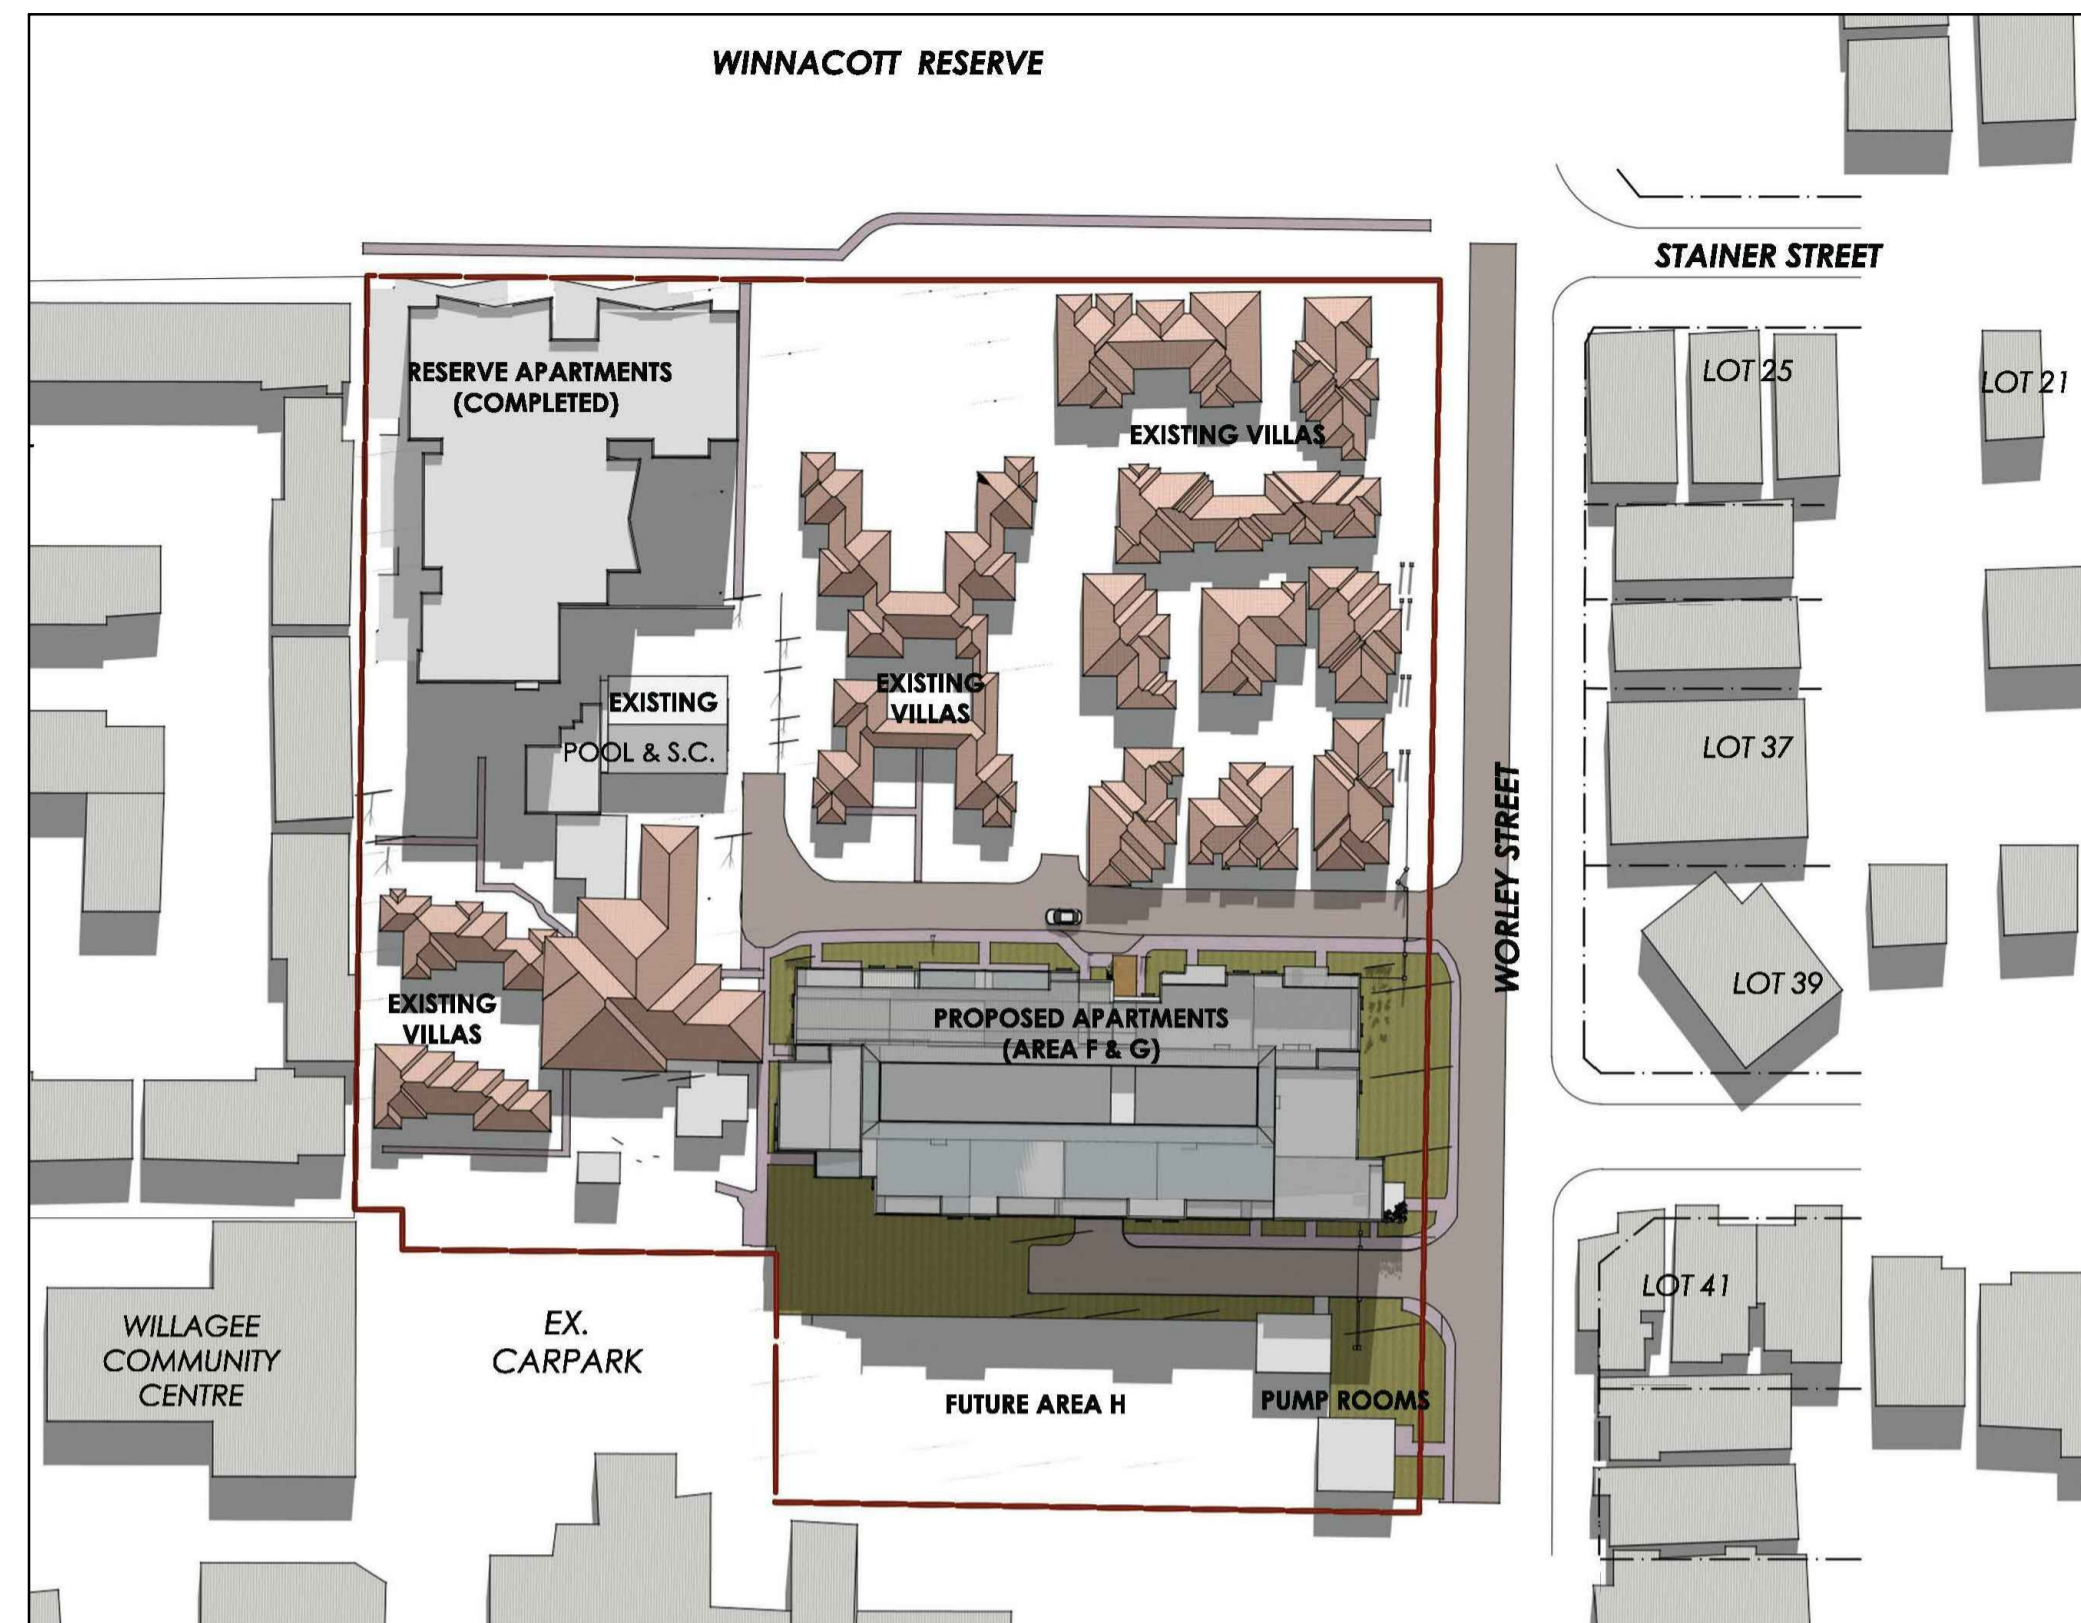 WINNACOTT RESERVE
STAINER STREET
RESERVE APARTMENTS
(COMPLETED)
LOT 25
LOT 21
EXISTING VILLAS
EXISTING
VILLAS
EXISTING
POOL & S.C.
LOT 37
WORLEY STREET
LOT 39
EXISTING
VILLAS
PROPOSED APARTMENTS
(AREA F & G)
LOT 41
WILLAGEE
COMMUNITY
CENTRE
EX.
CARPARK
FUTURE AREA H
PUMP ROOMS